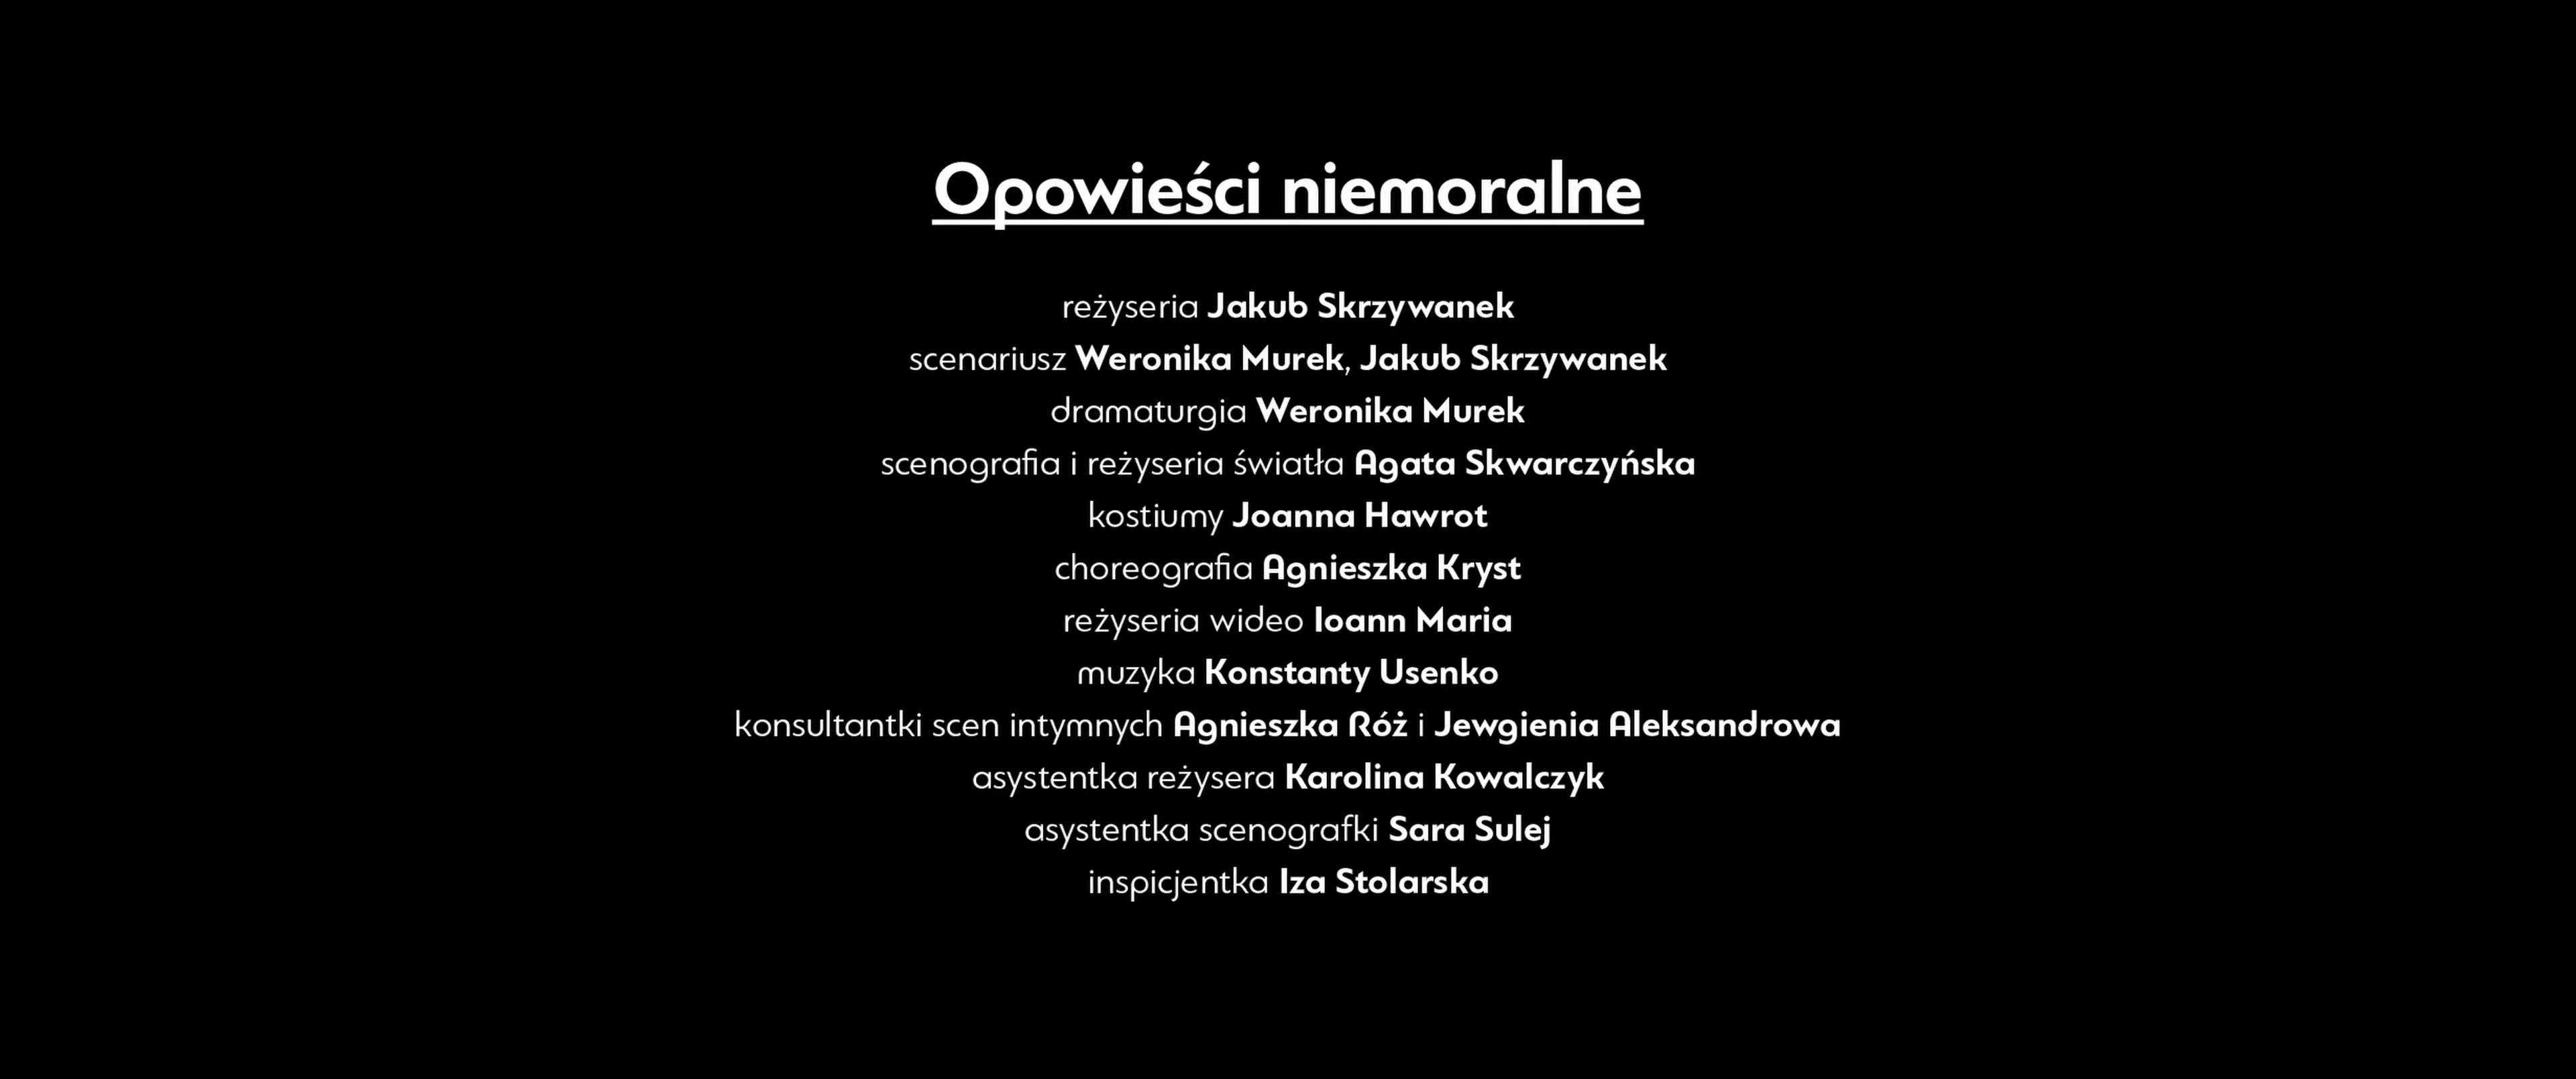 Opowieści niemoralne
reżyseria Jakub Skrzywanek
scenariusz Weronika Murek, Jakub Skrzywanek
dramaturgia Weronika Murek
scenografia i reżyseria światła Agata Skwarczyńska
kostiumy Joanna Hawrot
choreografia Agnieszka Kryst
reżyseria wideo Ioann Maria
muzyka Konstanty Usenko
konsultantki scen intymnych Agnieszka Róż i Jewgienia Aleksandrowa
asystentka reżysera Karolina Kowalczyk
asystentka scenografki Sara Sulej
inspicjentka Iza Stolarska